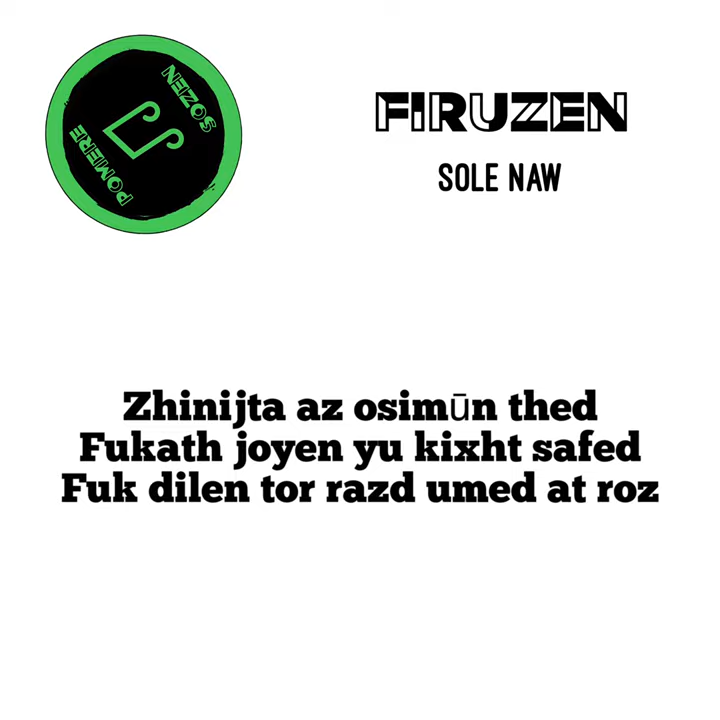 POMERE
SOZEN
FIRUZEN
SOLE NAW
Zhinijta az osimūn thed
Fukath joyen yu kixht safed
Fuk dilen tor razd umed at roz